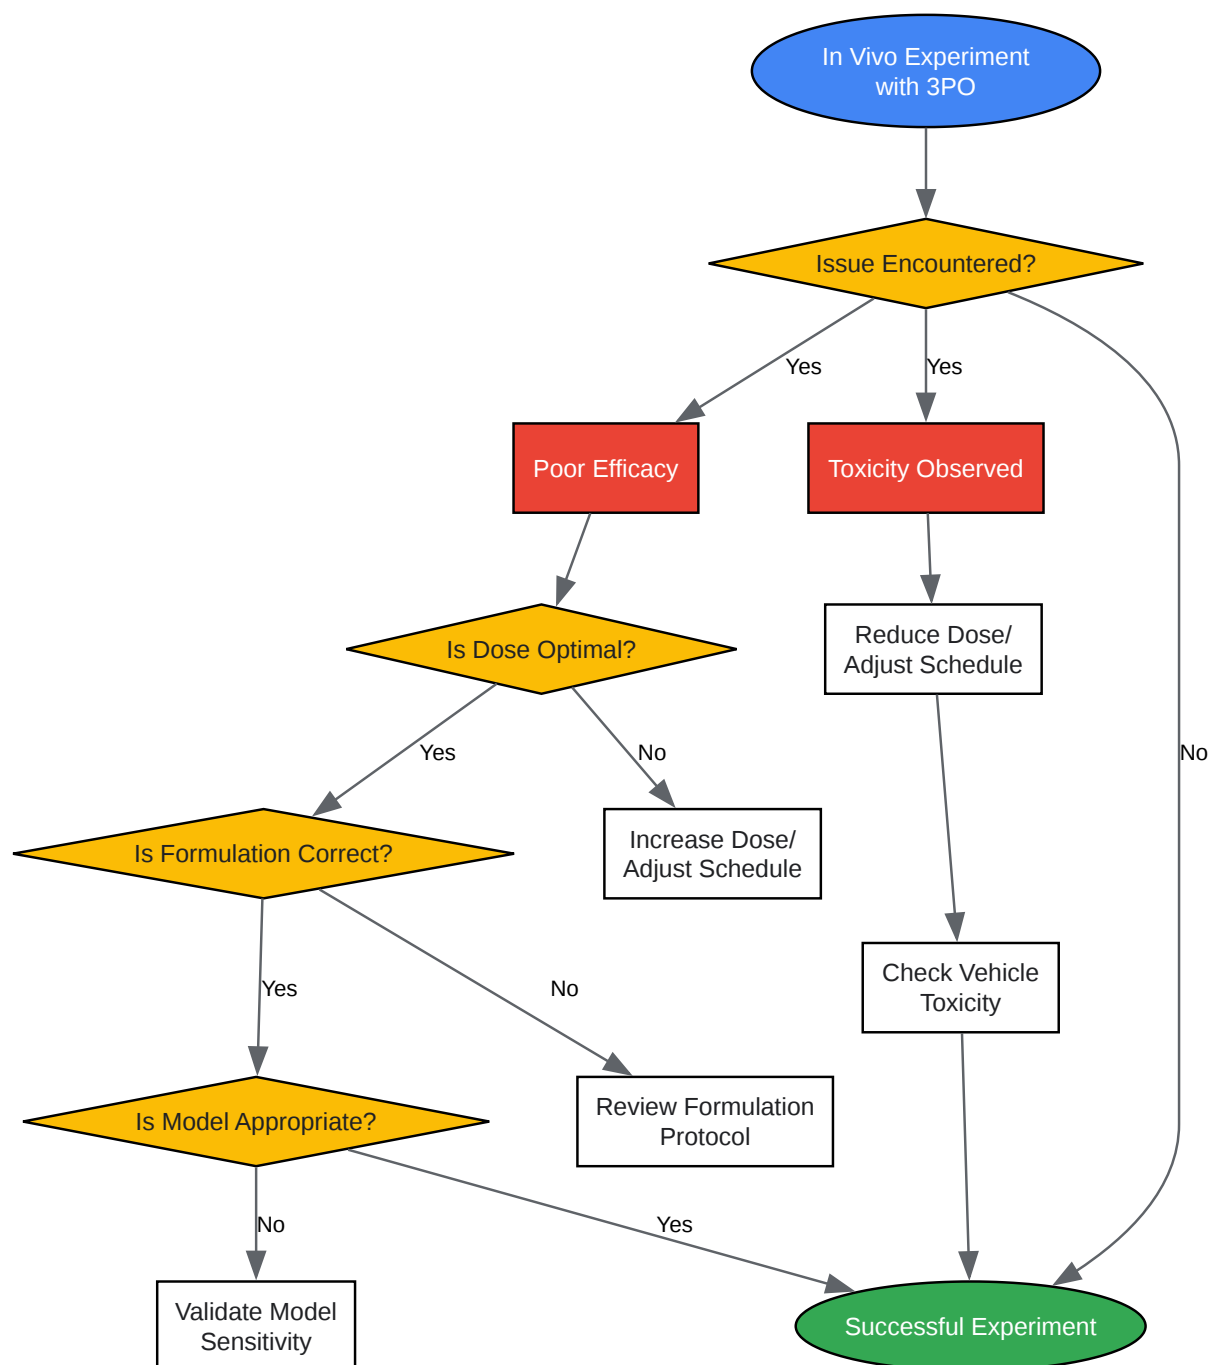 In Vivo Experiment
with 3PO
Issue Encountered?
Yes
Yes
Poor Efficacy
Toxicity Observed
Is Dose Optimal?
Reduce Dose/
Adjust Schedule
Yes
No
No
Is Formulation Correct?
Increase Dose/
Adjust Schedule
Yes
No
Check Vehicle
Toxicity
Is Model Appropriate?
Review Formulation
Protocol
No
Yes
Validate Model
Sensitivity
Successful Experiment